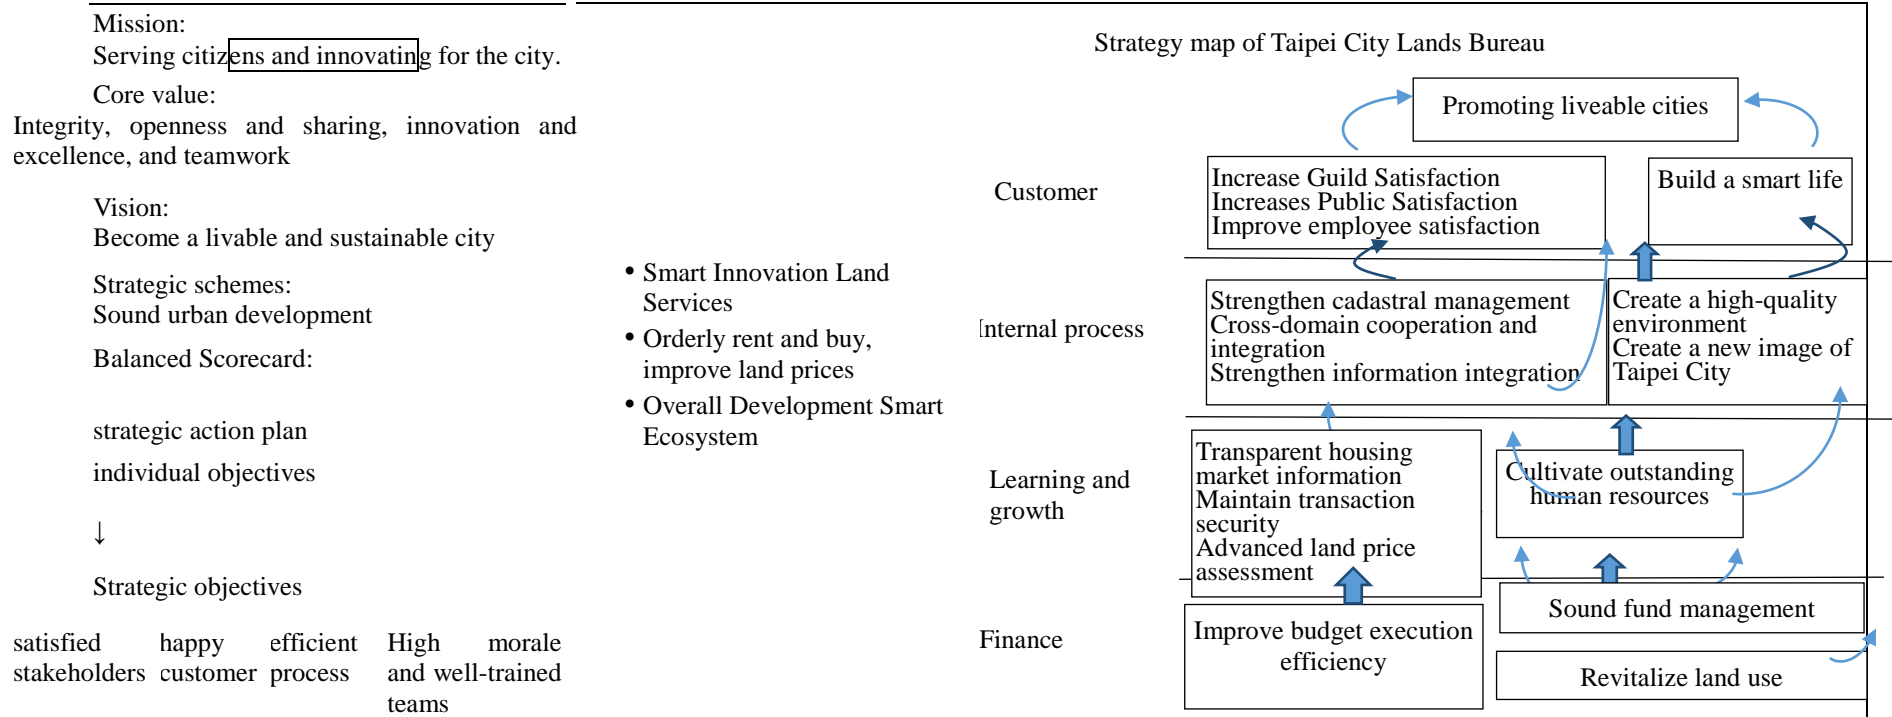 Mission:
Serving citizens and innovating for the city.
Core value:
Integrity, openness and sharing, innovation and
excellence, and teamwork
Vision:
Become a livable and sustainable city
Strategic schemes:
Sound urban development
Balanced Scorecard:
strategic action plan
individual objectives
↓
Strategic objectives
satisfied happy efficient High morale
stakeholders customer process and well-trained
teams
• Smart Innovation Land
Services
• Orderly rent and buy,
improve land prices
• Overall Development Smart
Ecosystem
Strategy map of Taipei City Lands Bureau
Promoting liveable cities
Customer
Increase Guild Satisfaction
Increases Public Satisfaction
Improve employee satisfaction
Build a smart life
Internal process
Strengthen cadastral management
Cross-domain cooperation and
integration
Strengthen information integration
Create a high-quality
environment
Create a new image of
Taipei City
Learning and
growth
Transparent housing
market information
Maintain transaction
security
Advanced land price
assessment
Cultivate outstanding
human resources
Finance
Improve budget execution
efficiency
Sound fund management
Revitalize land use